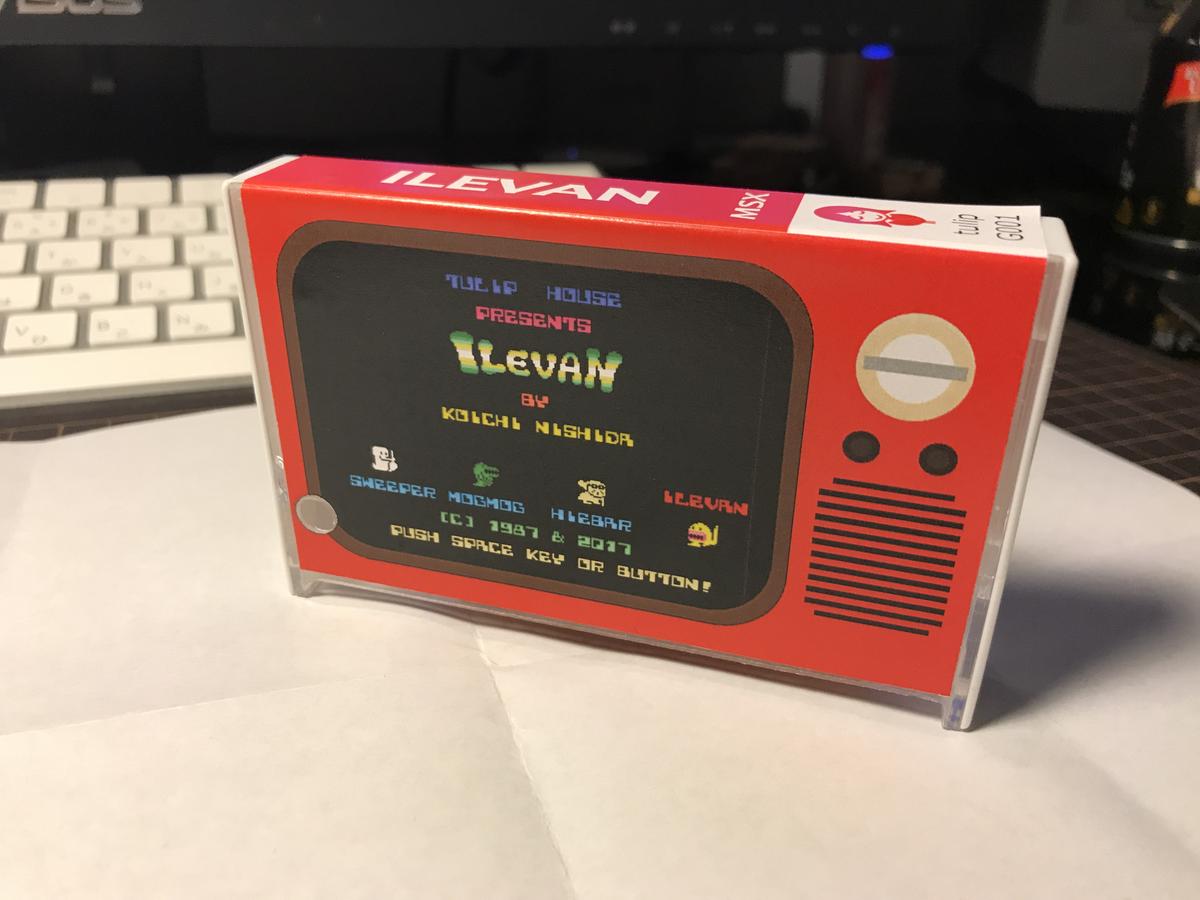 ILEVAN
MSX
tulip
G001
TULIP HOUSE
PRESENTS
ILEVAN
BY
KOICHI NISHIDA
SWEEPER MOGMOG HIEBAR ILEVAN
(C) 1987 & 2017
PUSH SPACE KEY OR BUTTON!
V
B
N